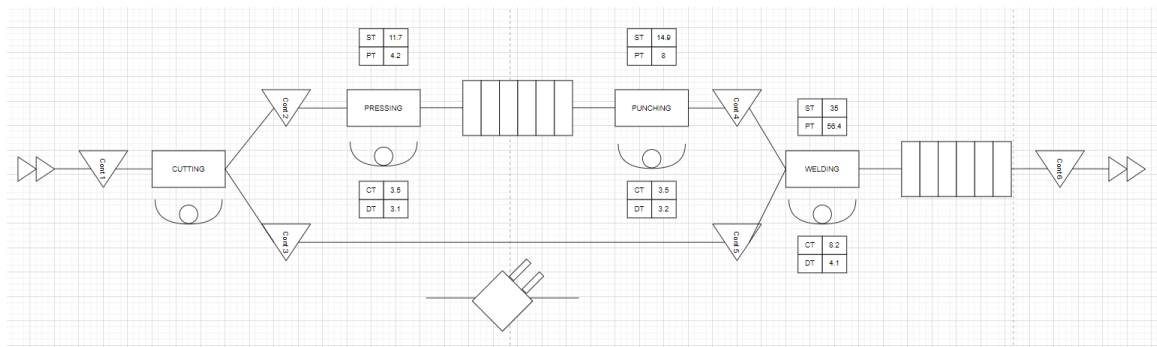 ST 11.7
PT 4.2
ST 14.9
PT 8
Cont 2
PRESSING
PUNCHING
Cont 4
ST 35
PT 56.4
Cont 1
CUTTING
WELDING
Cont 6
CT 3.5
DT 3.1
CT 3.5
DT 3.2
Cont 3
Cont 5
CT 8.2
DT 4.1